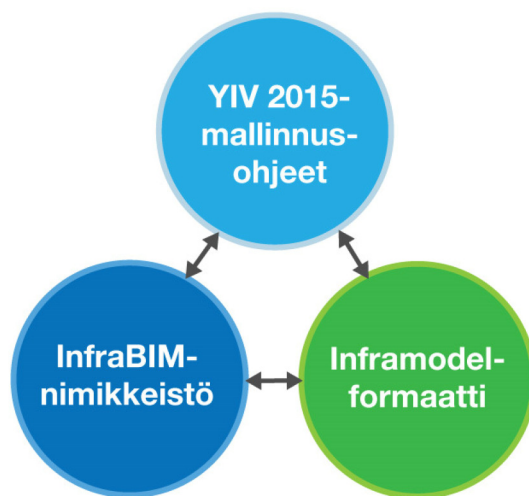 YIV 2015-
mallinnus-
ohjeet
InfraBIM-
nimikkeistö
Inframodel-
formaatti